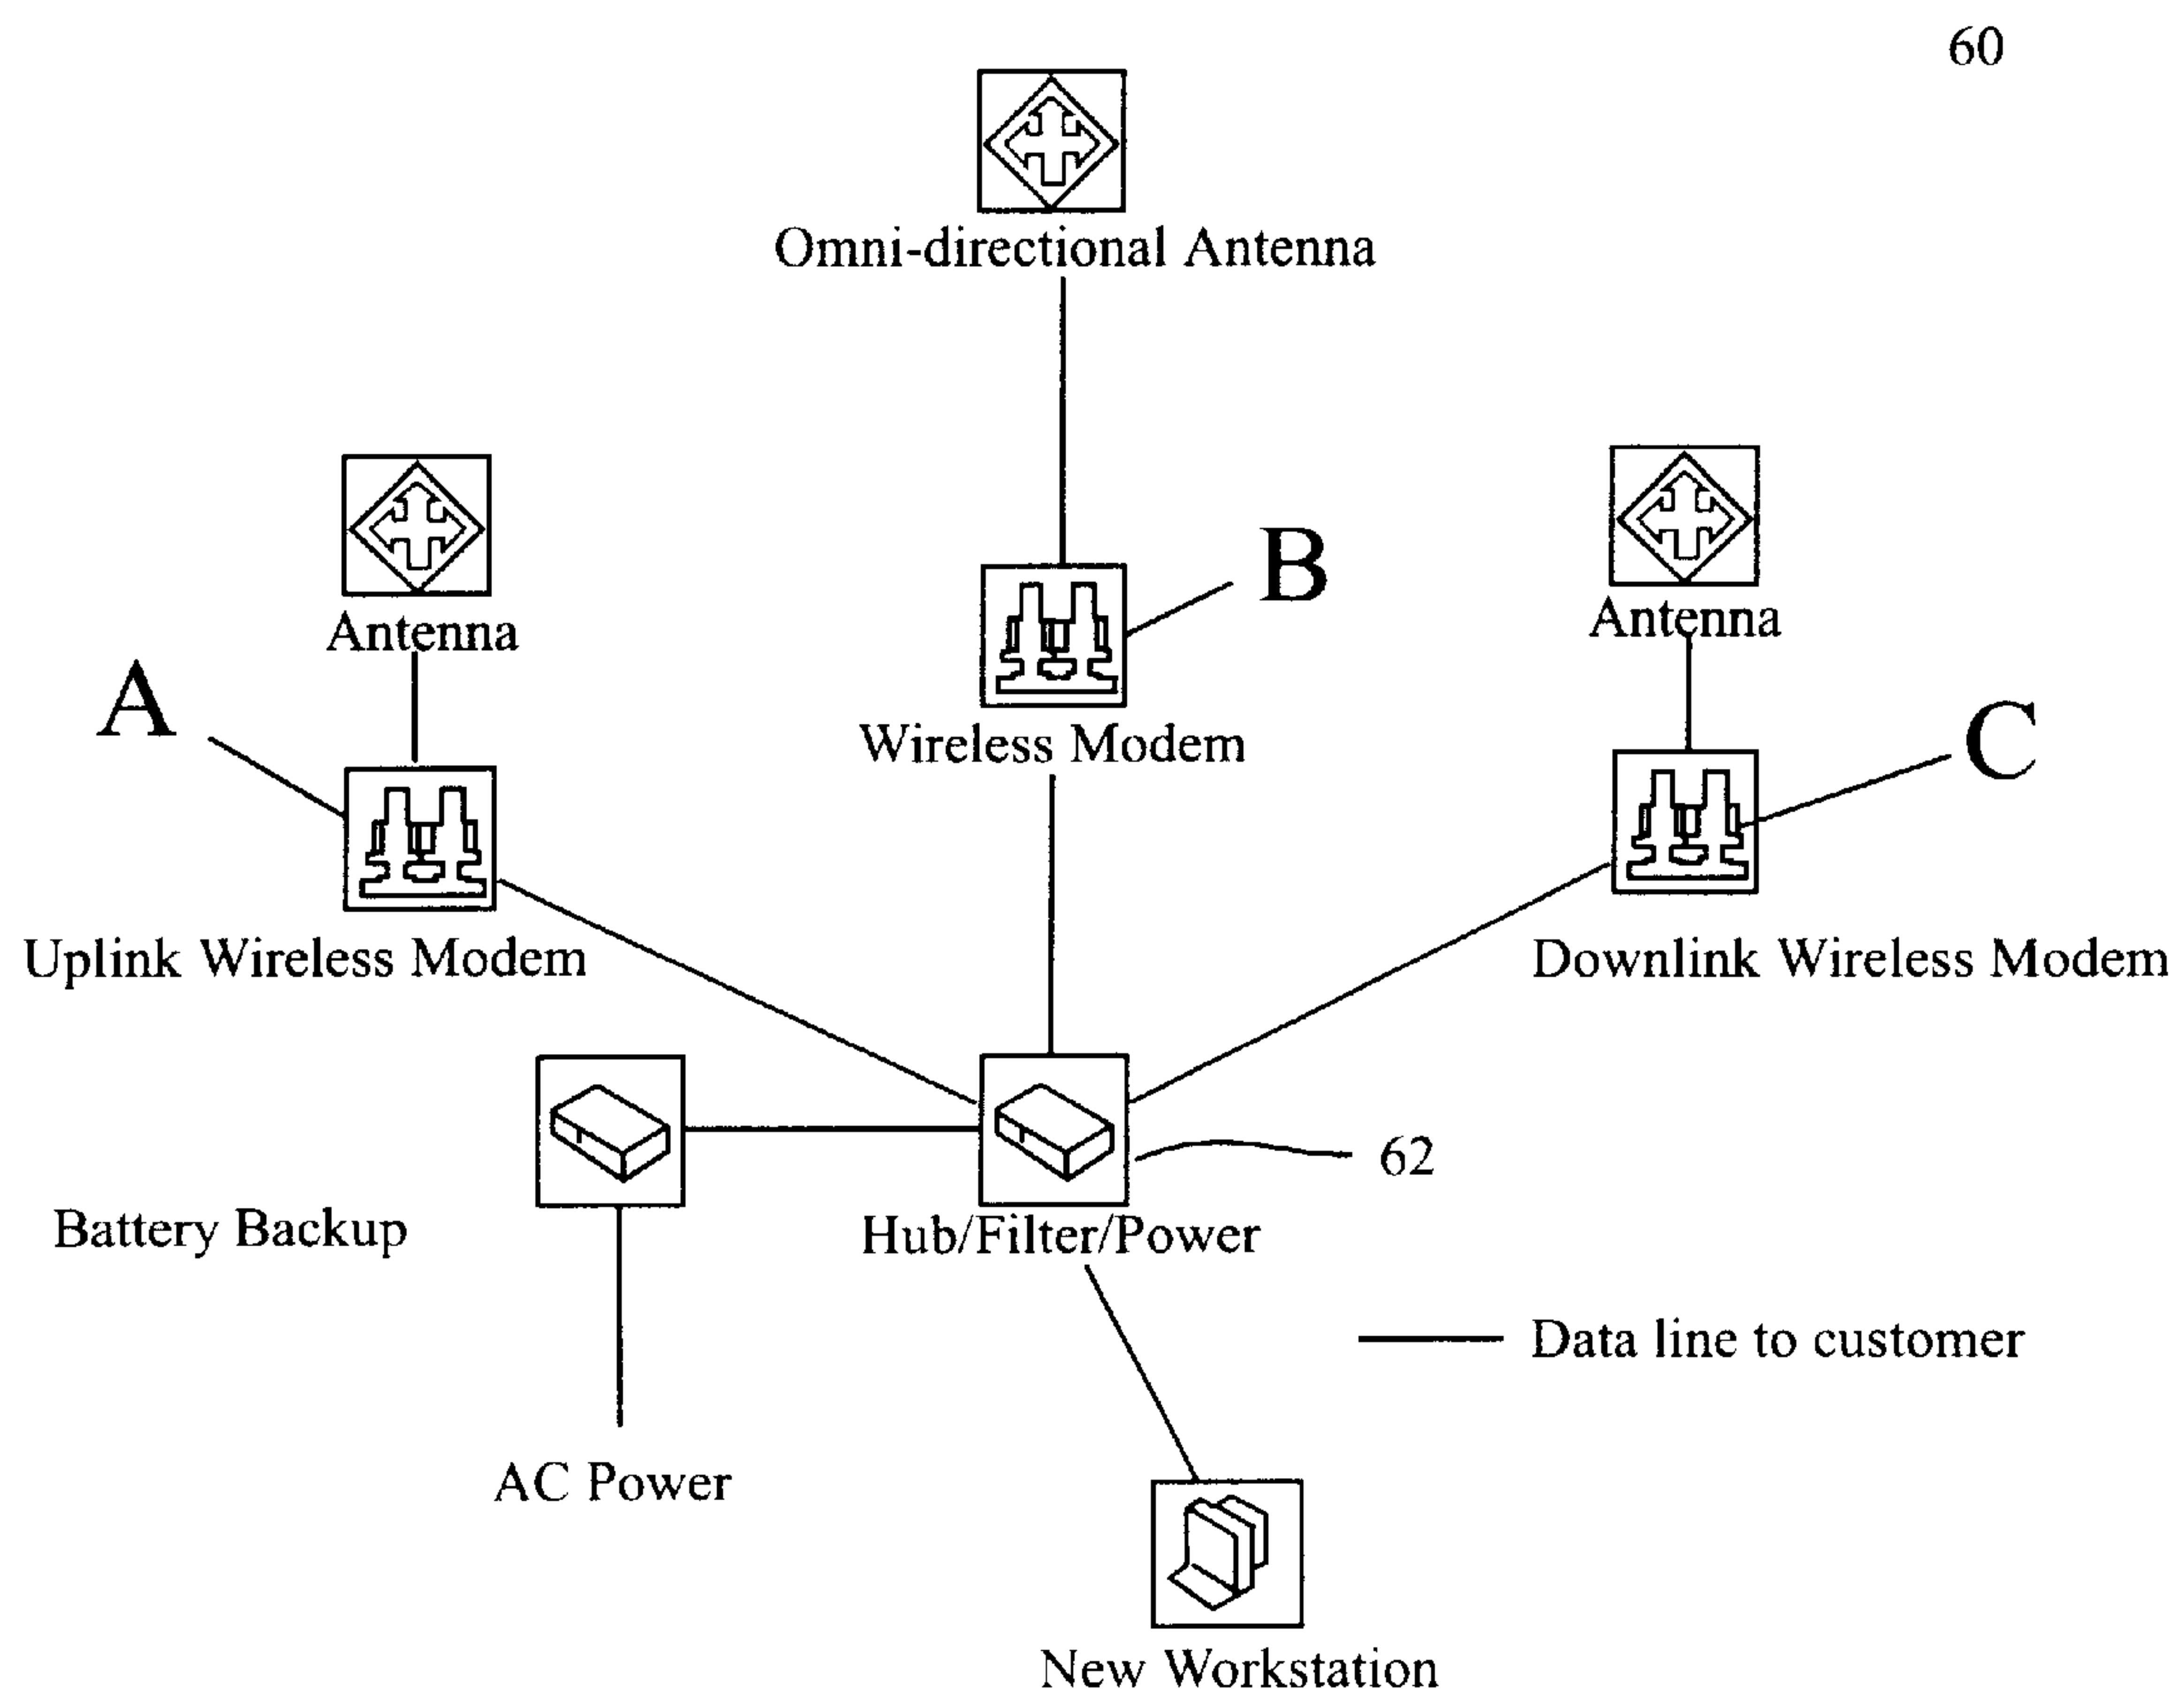 60
Omni-directional Antenna
B
Antenna
Antenna
A
C
Wireless Modem
Uplink Wireless Modem
Downlink Wireless Modem
62
Battery Backup
Hub/Filter/Power
Data line to customer
AC Power
New Workstation